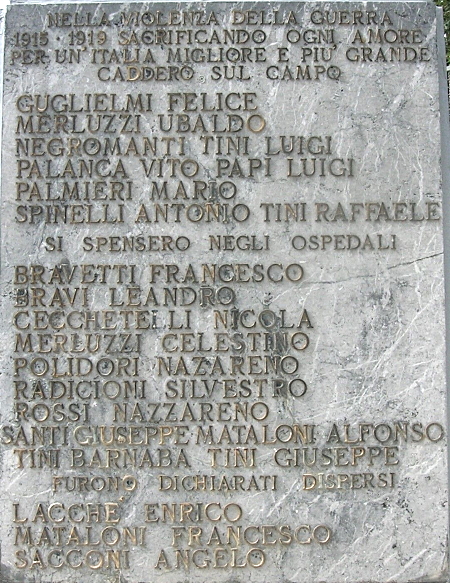 NELLA VIOLENZA DELLA GUERRA
1915 · 1919 SACRIFICANDO OGNI AMORE
PER UN'ITALIA MIGLIORE E PIU' GRANDE
CADDERO SUL CAMPO
GUGLIELMI FELICE
MERLUZZI UBALDO
NEGROMANTI TINI LUIGI
PALANCA VITO PAPI LUIGI
PALMIERI MARIO
SPINELLI ANTONIO TINI RAFFAELE
SI SPENSERO NEGLI OSPEDALI
BRAVETTI FRANCESCO
BRAVI LEANDRO
CECCHETELLI NICOLA
MERLUZZI CELESTINO
POLIDORI NAZARENO
RADICIONI SILVESTRO
ROSSI NAZZARENO
SANTI GIUSEPPE MATALONI ALFONSO
TINI BARNABA TINI GIUSEPPE
FURONO DICHIARATI DISPERSI
LACCHE' ENRICO
MATALONI FRANCESCO
SACCONI ANGELO